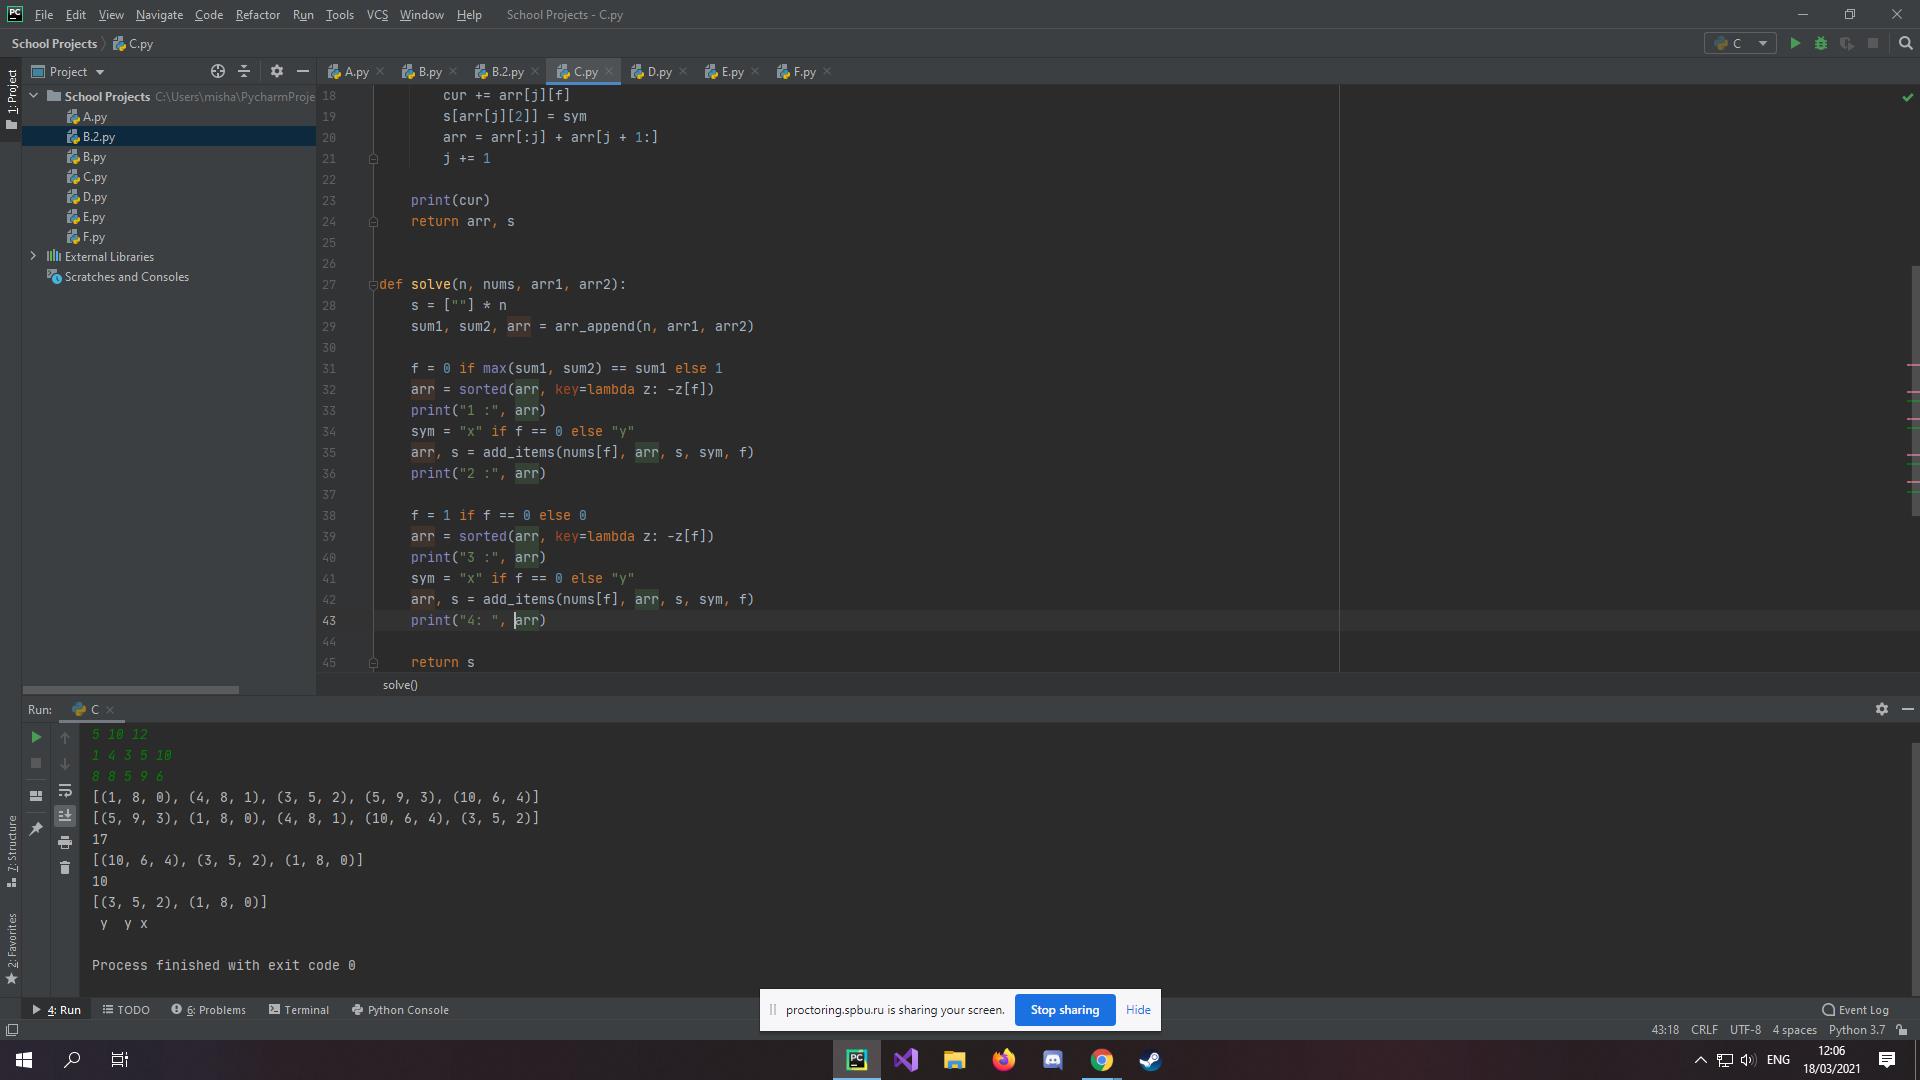 PC File Edit View Navigate Code Refactor Run Tools VCS Window Help School Projects - C.py
School Projects C.py C
1: Project
Project
School Projects C:\Users\misha\PycharmProje
A.py
B.2.py
B.py
C.py
D.py
E.py
F.py
External Libraries
Scratches and Consoles
A.py B.py B.2.py C.py D.py E.py F.py
18 cur += arr[j][f]
19 s[arr[j][2]] = sym
20 arr = arr[:j] + arr[j + 1:]
21 j += 1
22
23 print(cur)
24 return arr, s
25
26
27 def solve(n, nums, arr1, arr2):
28 s = [""] * n
29 sum1, sum2, arr = arr_append(n, arr1, arr2)
30
31 f = 0 if max(sum1, sum2) == sum1 else 1
32 arr = sorted(arr, key=lambda z: -z[f])
33 print("1 :", arr)
34 sym = "x" if f == 0 else "y"
35 arr, s = add_items(nums[f], arr, s, sym, f)
36 print("2 :", arr)
37
38 f = 1 if f == 0 else 0
39 arr = sorted(arr, key=lambda z: -z[f])
40 print("3 :", arr)
41 sym = "x" if f == 0 else "y"
42 arr, s = add_items(nums[f], arr, s, sym, f)
43 print("4: ", arr)
44
45 return s
solve()
Run: C
5 10 12
1 4 3 5 10
8 8 5 9 6
[(1, 8, 0), (4, 8, 1), (3, 5, 2), (5, 9, 3), (10, 6, 4)]
[(5, 9, 3), (1, 8, 0), (4, 8, 1), (10, 6, 4), (3, 5, 2)]
17
[(10, 6, 4), (3, 5, 2), (1, 8, 0)]
10
[(3, 5, 2), (1, 8, 0)]
y  y x
Process finished with exit code 0
7: Structure
2: Favorites
proctoring.spbu.ru is sharing your screen. Stop sharing Hide
4: Run TODO 6: Problems Terminal Python Console Event Log
43:18 CRLF UTF-8 4 spaces Python 3.7
PC ENG 12:06
18/03/2021